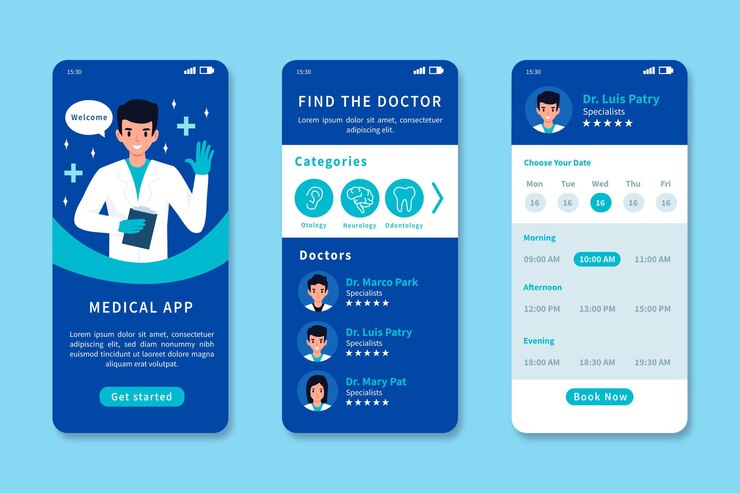 15:30
Welcome
MEDICAL APP
Lorem ipsum dolor sit amet, consectetuer
adipiscing elit, sed diam nonummy nibh
euismod tincidunt ut laoreet dolore magna
aliquam erat volutpat.
Get started
15:30
FIND THE DOCTOR
Lorem ipsum dolor sit amet, consectetuer
adipiscing elit.
Categories
Otology Neurology Odontology
Doctors
Dr. Marco Park
Specialists
Dr. Luis Patry
Specialists
Dr. Mary Pat
Specialists
15:30
Dr. Luis Patry
Choose Your Date
Mon Tue Wed Thu Fri
16 16 16 16 16
Morning
09:00 AM 10:00 AM 11:00 AM
Afternoon
12:00 PM 13:00 PM 15:00 PM
Evening
18:00 AM 18:30 AM 19:30 AM
Book Now